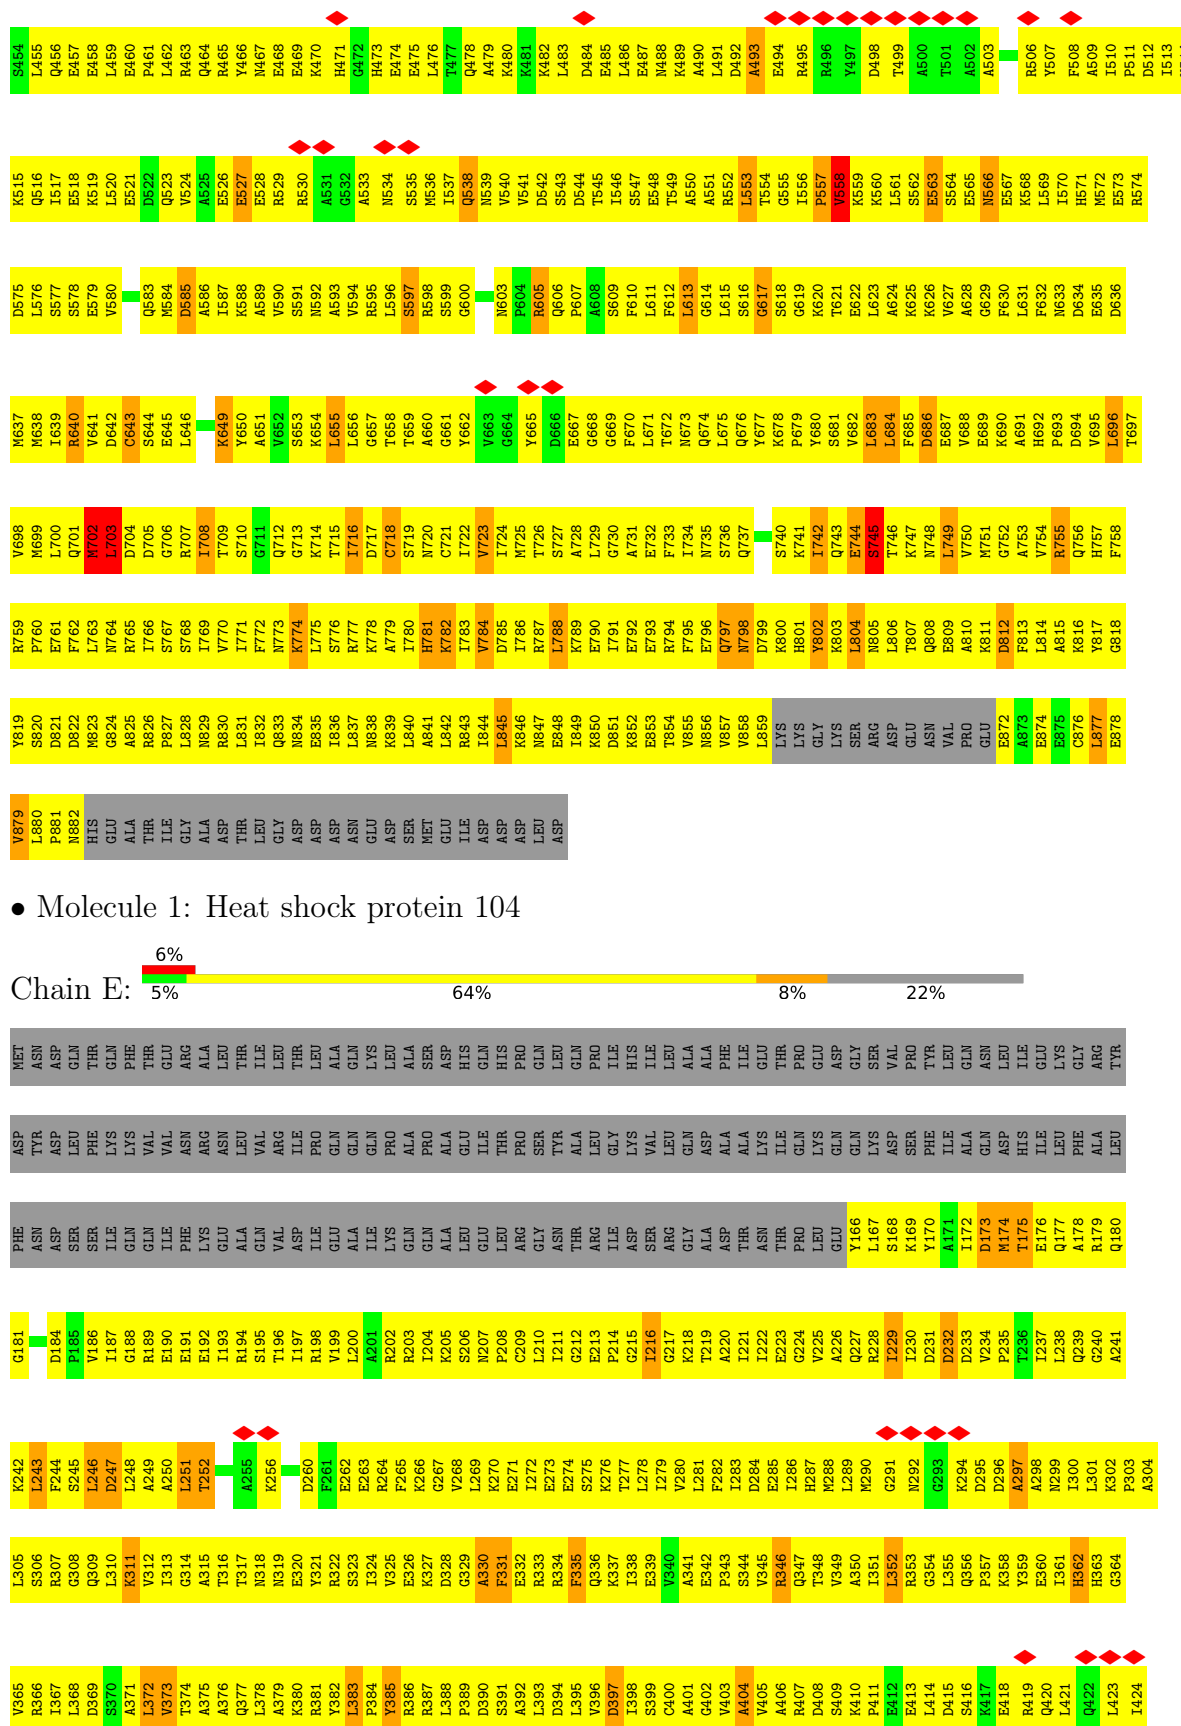 S454 L455 Q456 E457 E458 L459 E460 P461 L462 R463 Q464 R465 Y466 N467 E468 E469 K470 H471 G472 H473 E474 E475 L476 T477 Q478 A479 K480 K481 K482 L483 D484 E485 L486 E487 N488 K489 A490 L491 D492 A493 E494 R495 R496 Y497 D498 T499 A500 T501 A502 A503 R506 Y507 F508 A509 I510 P511 D512 I513
K515 Q516 I517 E518 K519 L520 E521 D522 Q523 V524 A525 E526 E527 E528 R529 R530 A531 G532 A533 N534 S535 M536 I537 Q538 N539 V540 V541 D542 S543 D544 T545 I546 S547 E548 T549 A550 A551 R552 L553 T554 G555 I556 P557 V558 K559 K560 L561 S562 E563 S564 E565 N566 E567 K568 L569 I570 H571 M572 E573 R574
D575 L576 S577 S578 E579 V580 Q583 M584 D585 A586 I587 K588 A589 V590 S591 N592 A593 V594 R595 L596 S597 R598 S599 G600 N603 P604 R605 Q606 P607 A608 S609 F610 L611 F612 L613 G614 L615 S616 G617 S618 G619 K620 T621 E622 L623 A624 K625 K626 V627 A628 G629 F630 L631 F632 N633 D634 E635 D636
M637 M638 I639 R640 V641 D642 C643 S644 E645 L646 K649 Y650 A651 V652 S653 K654 L655 L656 G657 T658 T659 A660 G661 Y662 V663 G664 Y665 D666 E667 G668 G669 F670 L671 T672 N673 Q674 L675 Q676 Y677 K678 P679 Y680 S681 V682 L683 L684 F685 D686 E687 V688 E689 K690 A691 H692 P693 D694 V695 L696 T697
V698 M699 L700 Q701 M702 L703 D704 D705 G706 R707 I708 T709 S710 G711 Q712 G713 K714 T715 I716 D717 C718 S719 N720 C721 I722 V723 I724 M725 T726 S727 A728 L729 G730 A731 E732 F733 I734 N735 S736 Q737 S740 K741 I742 Q743 E744 S745 T746 K747 N748 L749 V750 M751 G752 A753 V754 R755 Q756 H757 F758
R759 P760 E761 F762 L763 N764 R765 I766 S767 S768 I769 V770 I771 F772 N773 K774 L775 S776 R777 K778 A779 I780 H781 K782 I783 V784 D785 I786 R787 L788 K789 E790 I791 E792 E793 R794 F795 E796 Q797 N798 D799 K800 H801 Y802 K803 L804 N805 L806 T807 Q808 E809 A810 K811 D812 F813 L814 A815 K816 Y817 G818
Y819 S820 D821 D822 M823 G824 A825 R826 P827 L828 N829 R830 L831 I832 Q833 N834 E835 I836 L837 N838 K839 L840 A841 L842 R843 I844 L845 K846 N847 E848 I849 K850 D851 K852 E853 T854 V855 N856 V857 V858 L859 LYS LYS GLY LYS SER ARG ASP GLU ASN VAL PRO GLU E872 A873 E874 E875 C876 L877 E878
V879 L880 P881 N882 HIS GLU ALA THR ILE GLY ALA ASP THR LEU GLY ASP ASP ASP ASN GLU ASP SER MET GLU ILE ASP ASP ASP LEU ASP
• Molecule 1: Heat shock protein 104
6%
Chain E:
5% 64% 8% 22%
MET ASN ASP GLN THR GLN PHE THR GLU ARG ALA LEU THR ILE LEU THR LEU ALA GLN LYS LEU ALA SER ASP HIS GLN HIS PRO GLN LEU GLN PRO ILE HIS ILE LEU ALA ALA PHE ILE GLU THR PRO GLU ASP GLY SER VAL PRO TYR LEU GLN ASN LEU ILE GLU LYS GLY ARG TYR
ASP TYR ASP LEU PHE LYS LYS VAL VAL ASN ARG ASN LEU VAL ARG ILE PRO GLN GLN GLN PRO ALA PRO ALA GLU ILE THR PRO SER TYR ALA LEU GLY LYS VAL LEU GLN ASP ALA ALA LYS ILE GLN LYS GLN GLN LYS ASP SER PHE ILE ALA GLN ASP HIS ILE LEU PHE ALA LEU
PHE ASN ASP SER SER ILE GLN GLN ILE PHE LYS GLU ALA GLN VAL ASP ILE GLU ALA ILE LYS GLN GLN ALA LEU GLU LEU ARG GLY ASN THR ARG ILE ASP SER ARG GLY ALA ASP THR ASN THR PRO LEU GLU Y166 L167 S168 K169 Y170 A171 I172 D173 M174 T175 E176 Q177 A178 R179 Q180
G181 D184 P185 V186 I187 G188 R189 E190 E191 E192 I193 R194 S195 T196 I197 R198 V199 L200 A201 R202 R203 I204 K205 S206 N207 P208 C209 L210 I211 G212 E213 P214 G215 I216 G217 K218 T219 A220 I221 I222 E223 G224 V225 A226 Q227 R228 I229 I230 D231 D232 D233 V234 P235 T236 I237 L238 Q239 G240 A241
K242 L243 F244 S245 L246 D247 L248 A249 A250 L251 T252 A255 K256 D260 F261 E262 E263 R264 F265 K266 G267 V268 L269 K270 E271 I272 E273 E274 S275 K276 T277 L278 I279 V280 L281 F282 I283 D284 E285 I286 H287 M288 L289 M290 G291 N292 G293 K294 D295 D296 A297 A298 N299 I300 L301 K302 P303 A304
L305 S306 R307 G308 Q309 L310 K311 V312 I313 G314 A315 T316 T317 N318 N319 E320 Y321 R322 S323 I324 V325 E326 K327 D328 G329 A330 F331 E332 R333 R334 F335 Q336 K337 I338 E339 V340 A341 E342 P343 S344 V345 R346 Q347 T348 V349 A350 I351 L352 R353 G354 L355 Q356 P357 K358 Y359 E360 I361 H362 H363 G364
V365 R366 I367 L368 D369 S370 A371 L372 V373 T374 A375 A376 Q377 L378 A379 K380 R381 Y382 L383 P384 Y385 R386 R387 L388 P389 D390 S391 A392 L393 D394 L395 V396 D397 I398 S399 C400 A401 G402 V403 A404 V405 A406 R407 D408 S409 K410 P411 E412 E413 L414 D415 S416 K417 E418 R419 Q420 L421 Q422 L423 I424